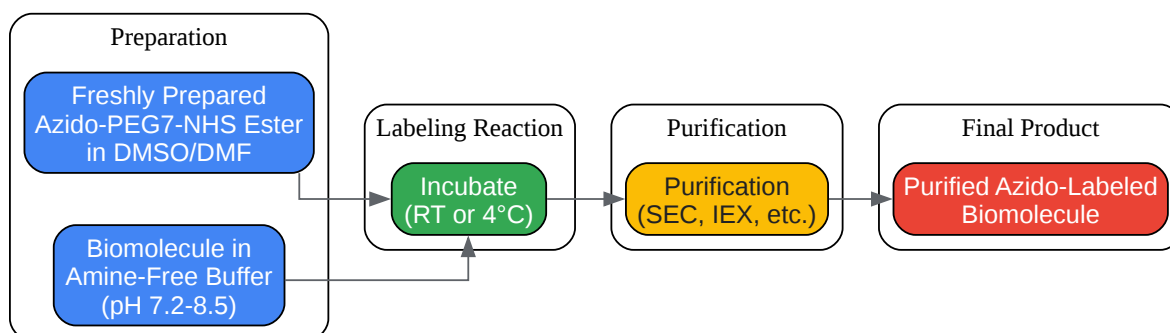 Preparation
Freshly Prepared
Azido-PEG7-NHS Ester
in DMSO/DMF
Biomolecule in
Amine-Free Buffer
(pH 7.2-8.5)
Labeling Reaction
Incubate
(RT or 4°C)
Purification
Purification
(SEC, IEX, etc.)
Final Product
Purified Azido-Labeled
Biomolecule